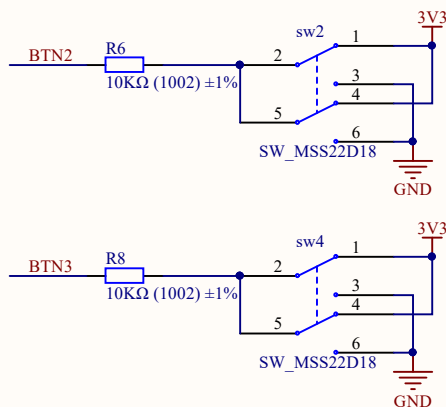 3V3
sw2
R6
BTN2
2
1
10KΩ (1002) ±1%
3
4
5
6
SW_MSS22D18
GND
3V3
sw4
R8
BTN3
2
1
10KΩ (1002) ±1%
3
4
5
6
SW_MSS22D18
GND